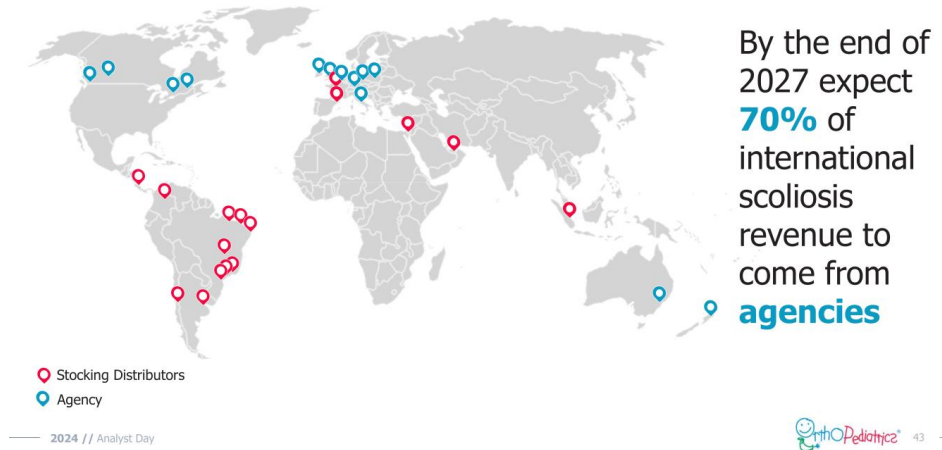 By the end of
2027 expect
70% of
international
scoliosis
revenue to
come from
agencies
Stocking Distributors
Agency
2024 // Analyst Day
OrthoPediatrics® 43